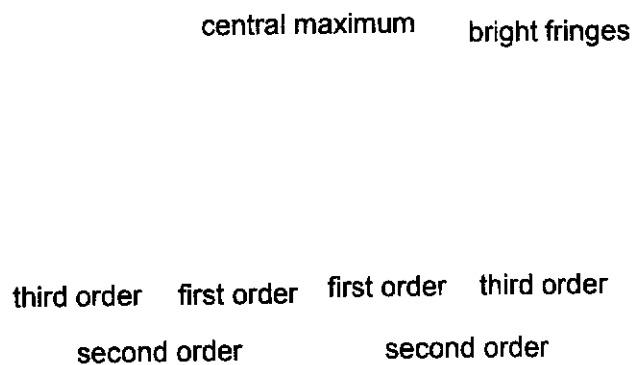 central maximum bright fringes
third order first order first order third order
second order second order